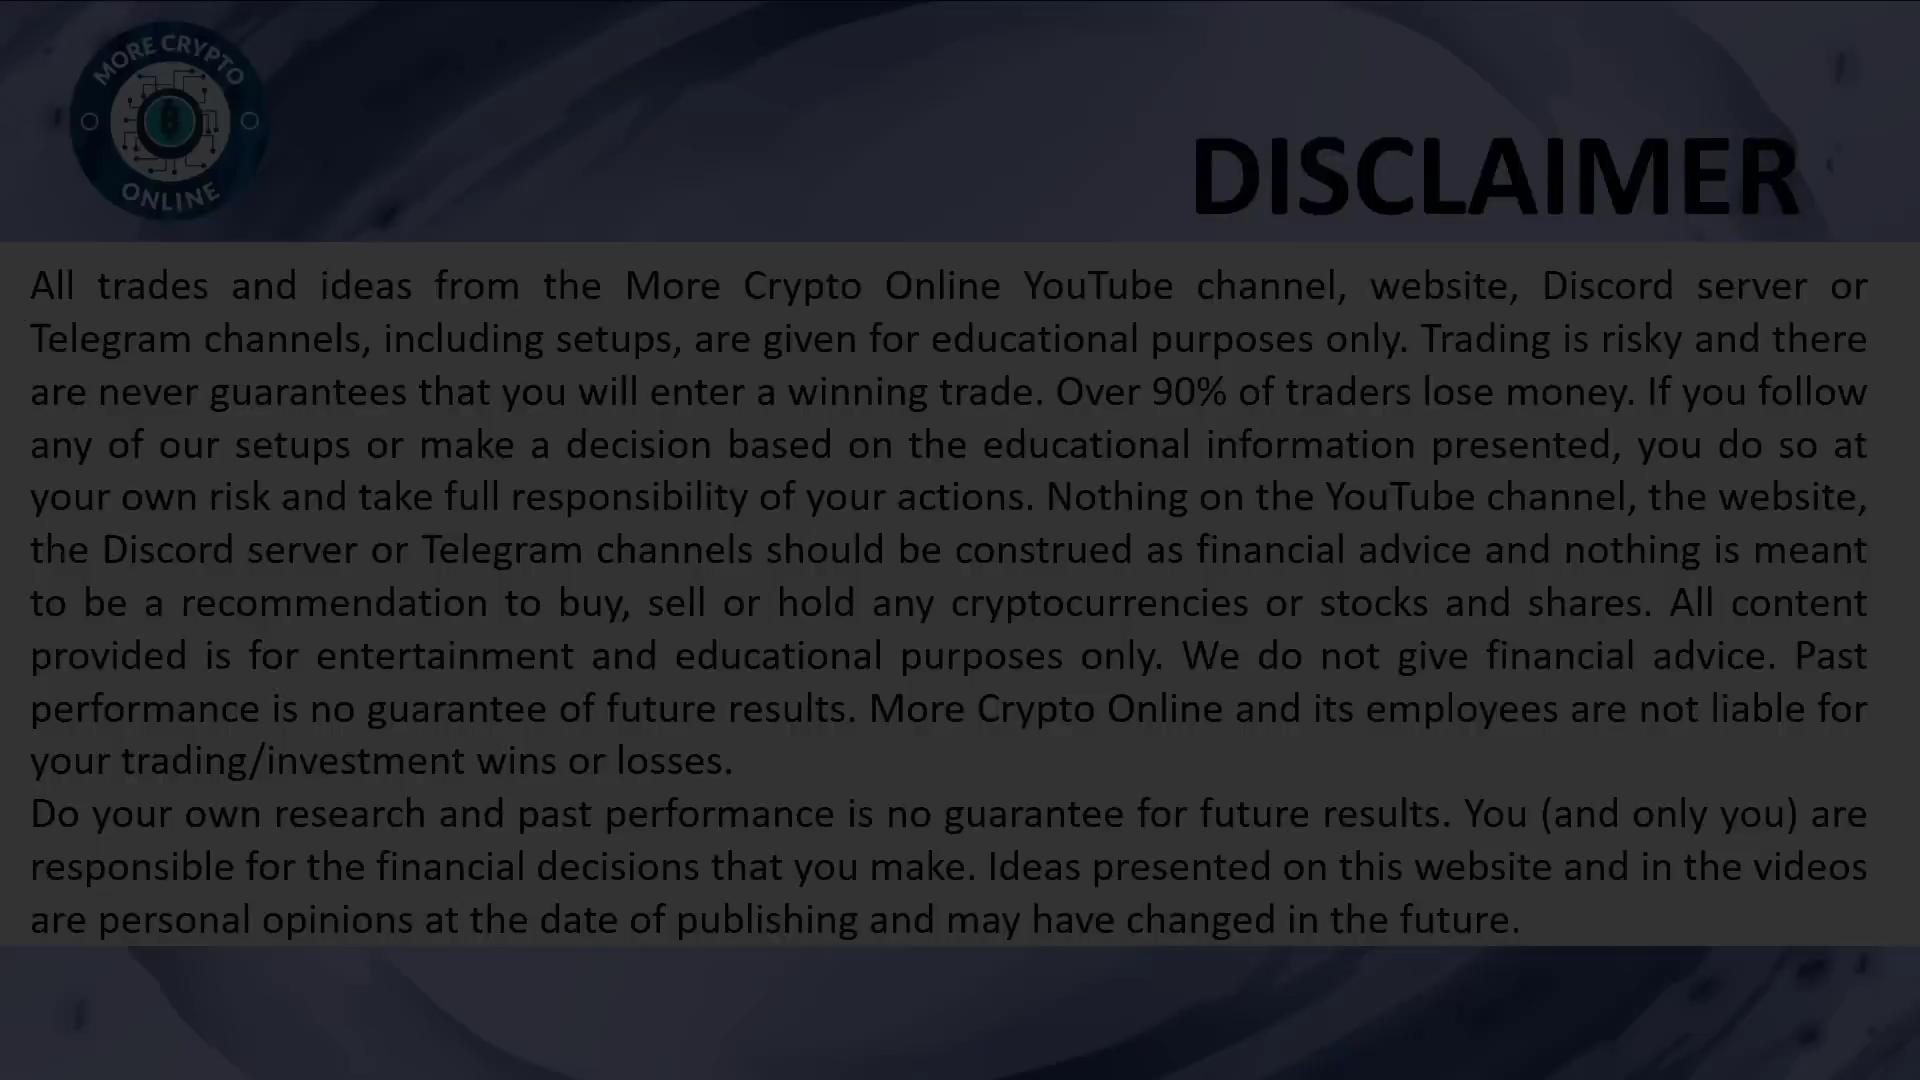 MORE CRYPTO
ONLINE
DISCLAIMER
All trades and ideas from the More Crypto Online YouTube channel, website, Discord server or
Telegram channels, including setups, are given for educational purposes only. Trading is risky and there
are never guarantees that you will enter a winning trade. Over 90% of traders lose money. If you follow
any of our setups or make a decision based on the educational information presented, you do so at
your own risk and take full responsibility of your actions. Nothing on the YouTube channel, the website,
the Discord server or Telegram channels should be construed as financial advice and nothing is meant
to be a recommendation to buy, sell or hold any cryptocurrencies or stocks and shares. All content
provided is for entertainment and educational purposes only. We do not give financial advice. Past
performance is no guarantee of future results. More Crypto Online and its employees are not liable for
your trading/investment wins or losses.
Do your own research and past performance is no guarantee for future results. You (and only you) are
responsible for the financial decisions that you make. Ideas presented on this website and in the videos
are personal opinions at the date of publishing and may have changed in the future.